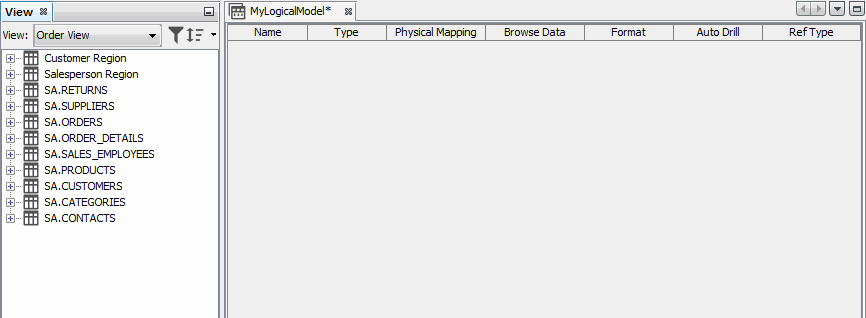 View
View: Order View
Customer Region
Salesperson Region
SA.RETURNS
SA.SUPPLIERS
SA.ORDERS
SA.ORDER_DETAILS
SA.SALES_EMPLOYEES
SA.PRODUCTS
SA.CUSTOMERS
SA.CATEGORIES
SA.CONTACTS
MyLogicalModel*
Name Type Physical Mapping Browse Data Format Auto Drill Ref Type